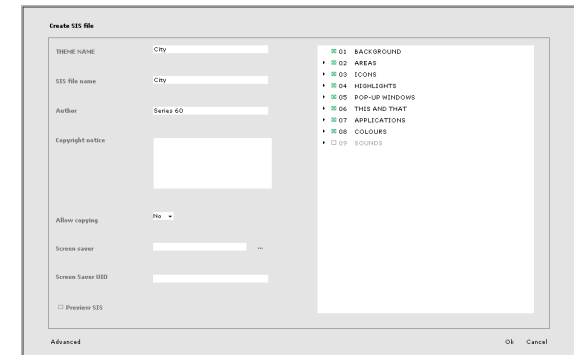 Create SIS file
THEME NAME
City
SIS file name
City
Author
Series 60
Copyright notice
Allow copying
No
Screen saver
...
Screen Saver UID
Preview SIS
01 BACKGROUND
02 AREAS
03 ICONS
04 HIGHLIGHTS
05 POP-UP WINDOWS
06 THIS AND THAT
07 APPLICATIONS
08 COLOURS
09 SOUNDS
Advanced
Ok Cancel